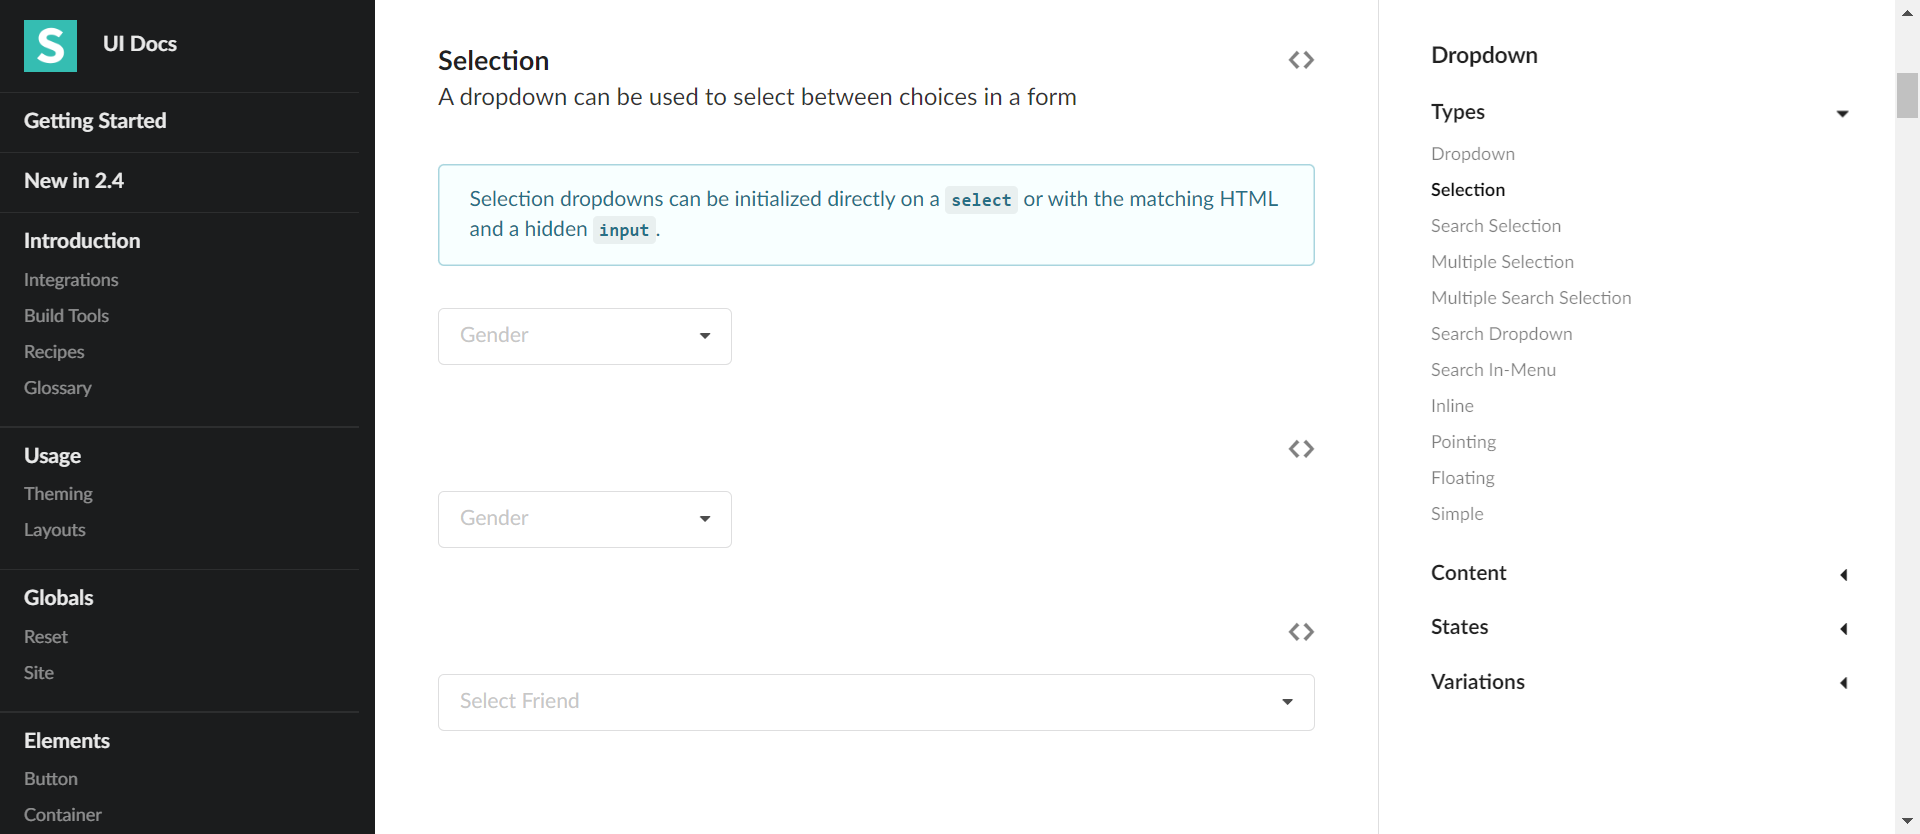 S
UI Docs
Getting Started
New in 2.4
Introduction
Integrations
Build Tools
Recipes
Glossary
Usage
Theming
Layouts
Globals
Reset
Site
Elements
Button
Container
Selection
A dropdown can be used to select between choices in a form
Selection dropdowns can be initialized directly on a select or with the matching HTML
and a hidden input.
Gender
Gender
Select Friend
Dropdown
Types
Dropdown
Selection
Search Selection
Multiple Selection
Multiple Search Selection
Search Dropdown
Search In-Menu
Inline
Pointing
Floating
Simple
Content
States
Variations